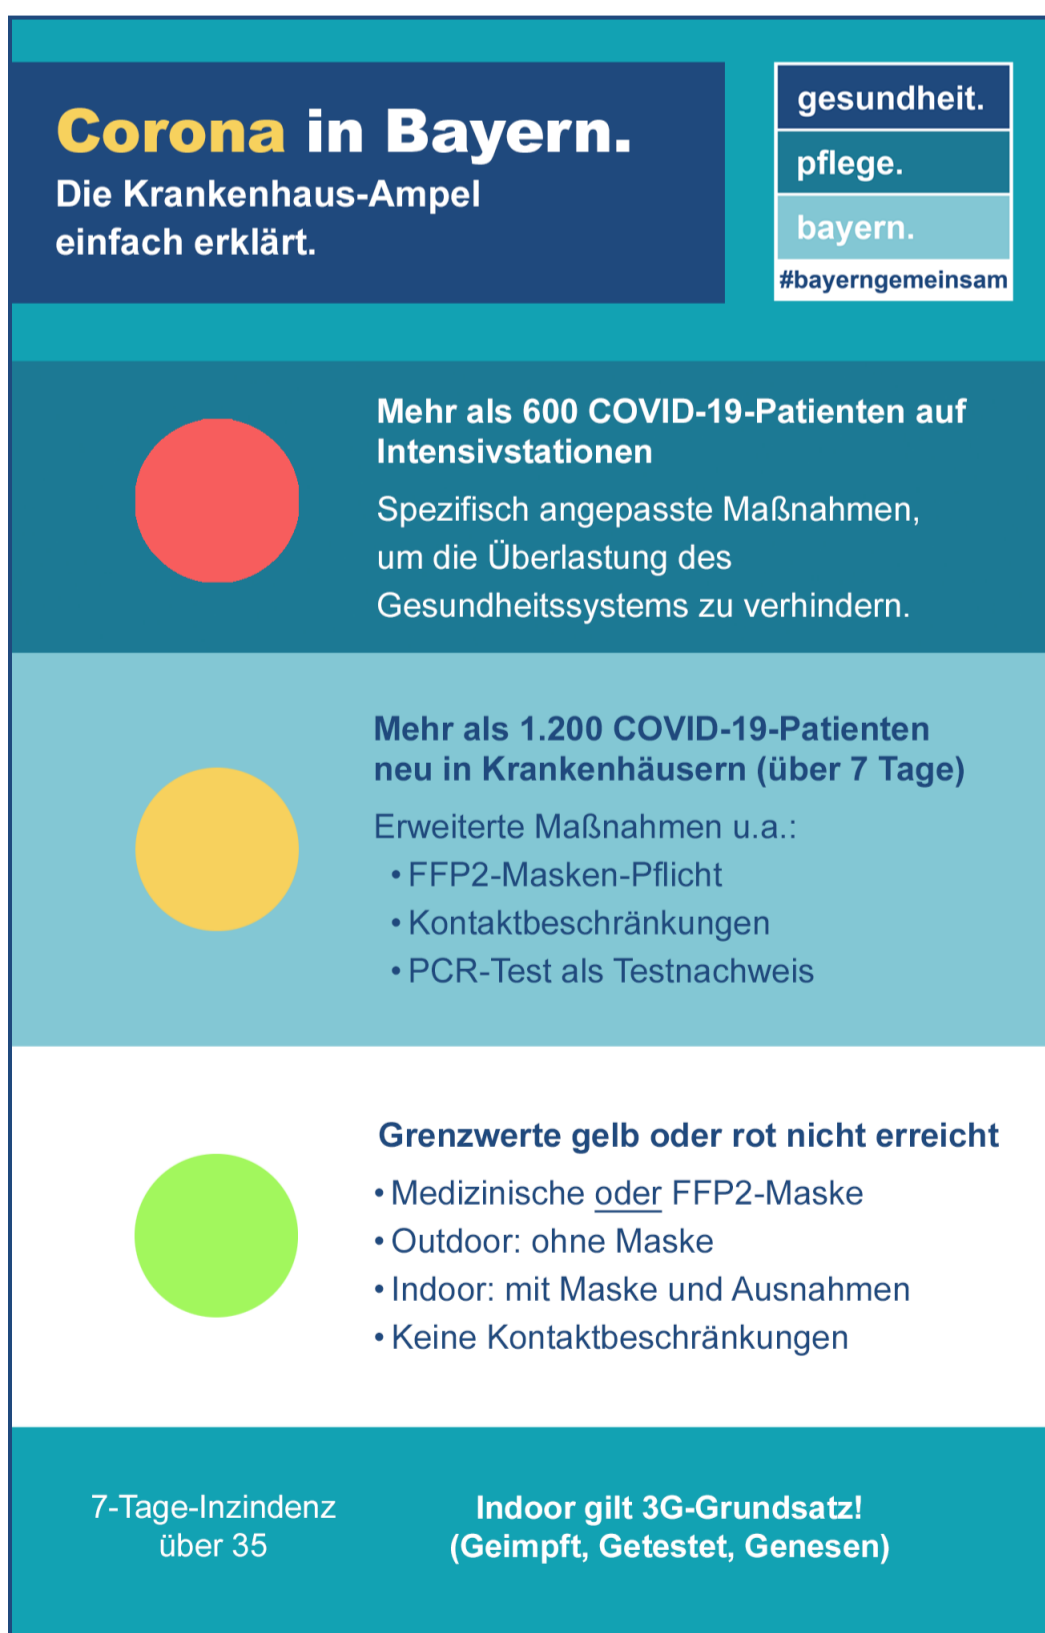 Corona in Bayern.
Die Krankenhaus-Ampel
einfach erklärt.
gesundheit.
pflege.
bayern.
#bayerngemeinsam
Mehr als 600 COVID-19-Patienten auf
Intensivstationen
Spezifisch angepasste Maßnahmen,
um die Überlastung des
Gesundheitssystems zu verhindern.
Mehr als 1.200 COVID-19-Patienten
neu in Krankenhäusern (über 7 Tage)
Erweiterte Maßnahmen u.a.:
• FFP2-Masken-Pflicht
• Kontaktbeschränkungen
• PCR-Test als Testnachweis
Grenzwerte gelb oder rot nicht erreicht
• Medizinische oder FFP2-Maske
• Outdoor: ohne Maske
• Indoor: mit Maske und Ausnahmen
• Keine Kontaktbeschränkungen
7-Tage-Inzindenz
über 35
Indoor gilt 3G-Grundsatz!
(Geimpft, Getestet, Genesen)